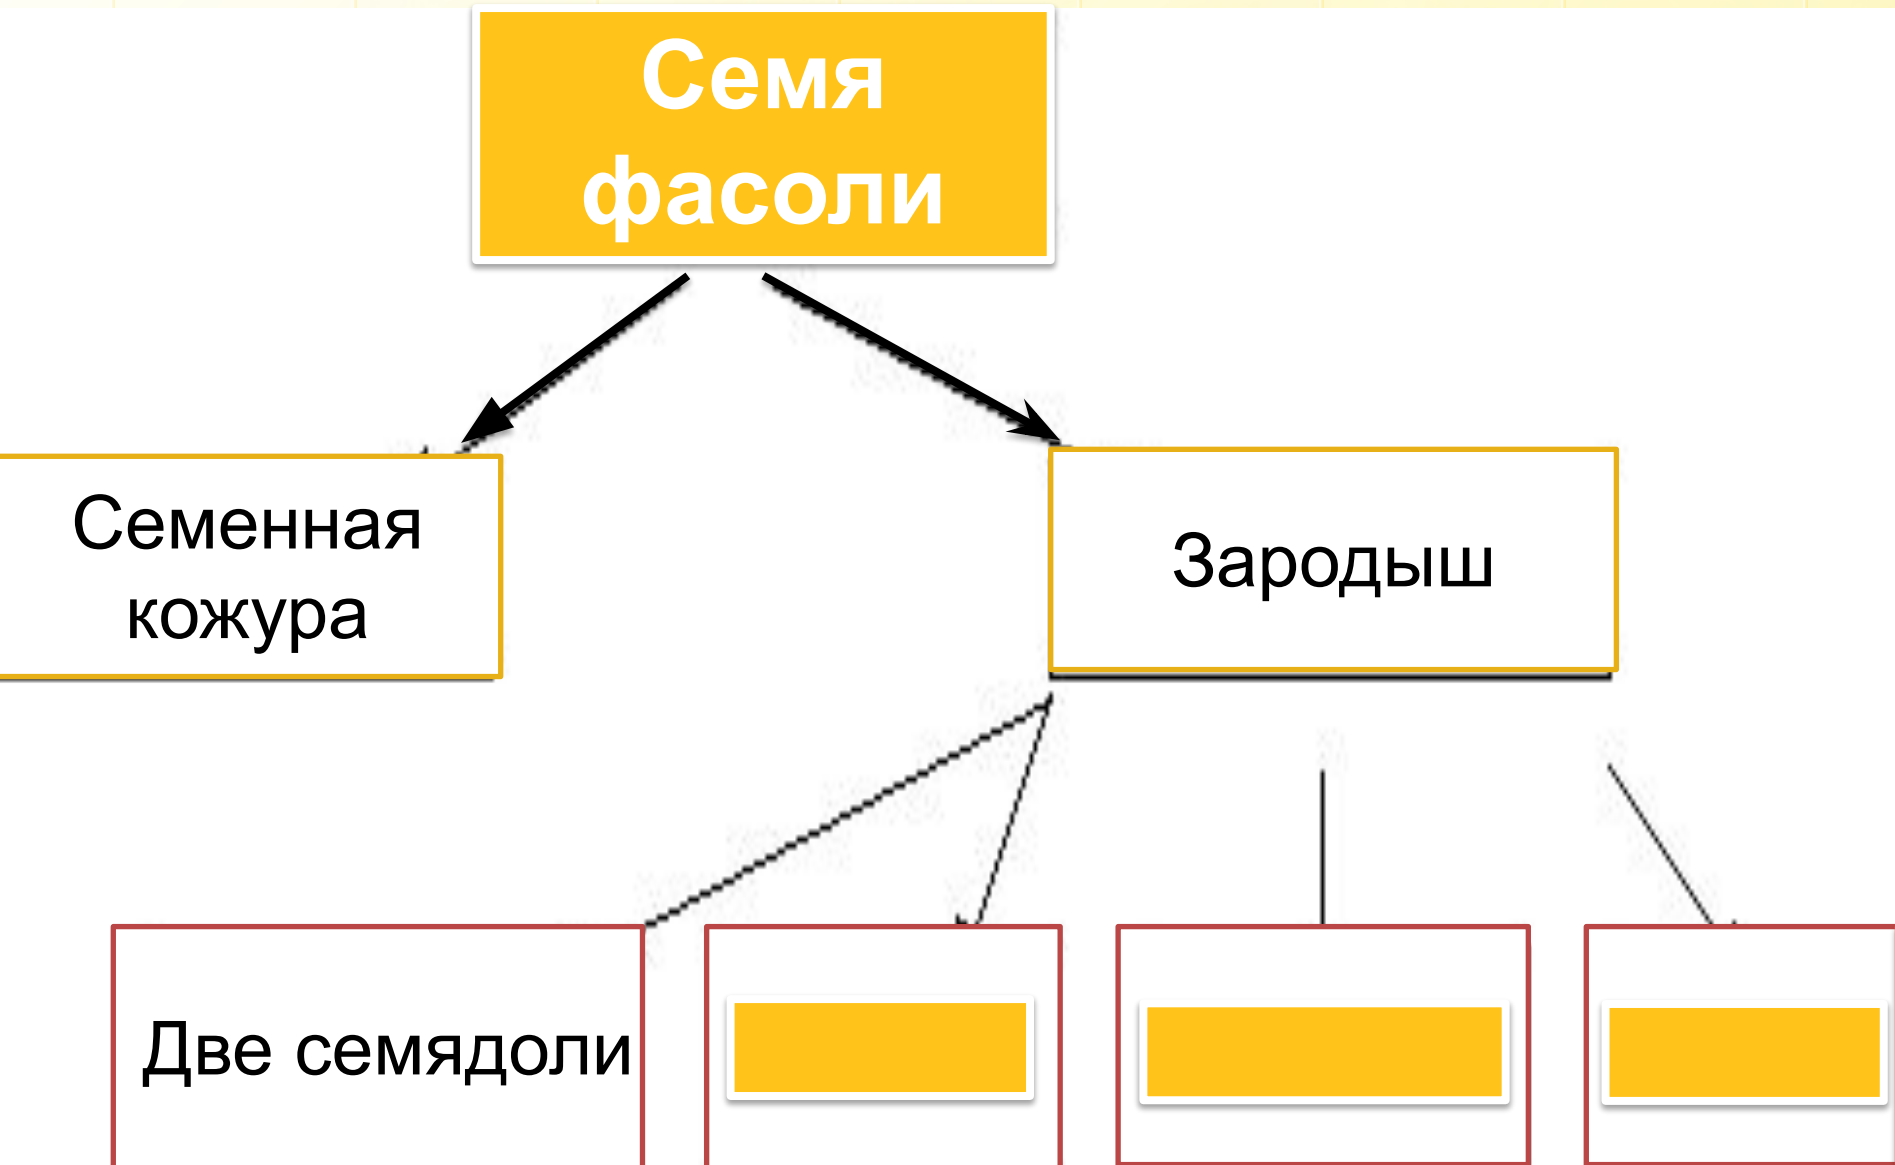 Семя
фасоли
Семенная
кожура
Зародыш
Две семядоли